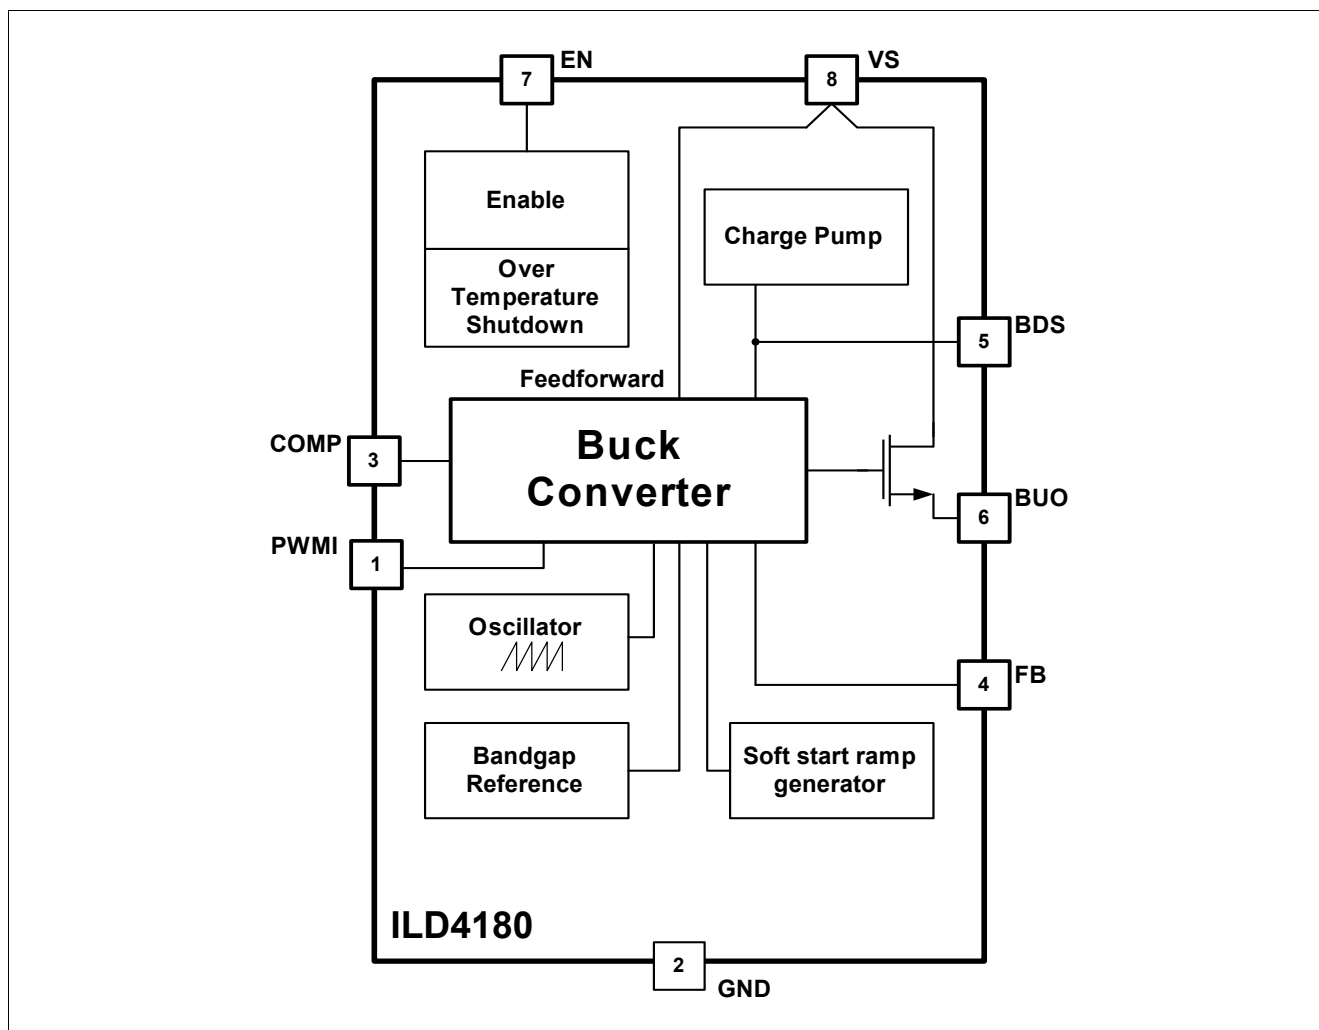 EN
7
VS
8
Enable
Charge Pump
Over
Temperature
Shutdown
BDS
5
Feedforward
COMP
3
Buck
Converter
BUO
6
PWMI
1
Oscillator
FB
4
Bandgap
Reference
Soft start ramp
generator
ILD4180
2
GND